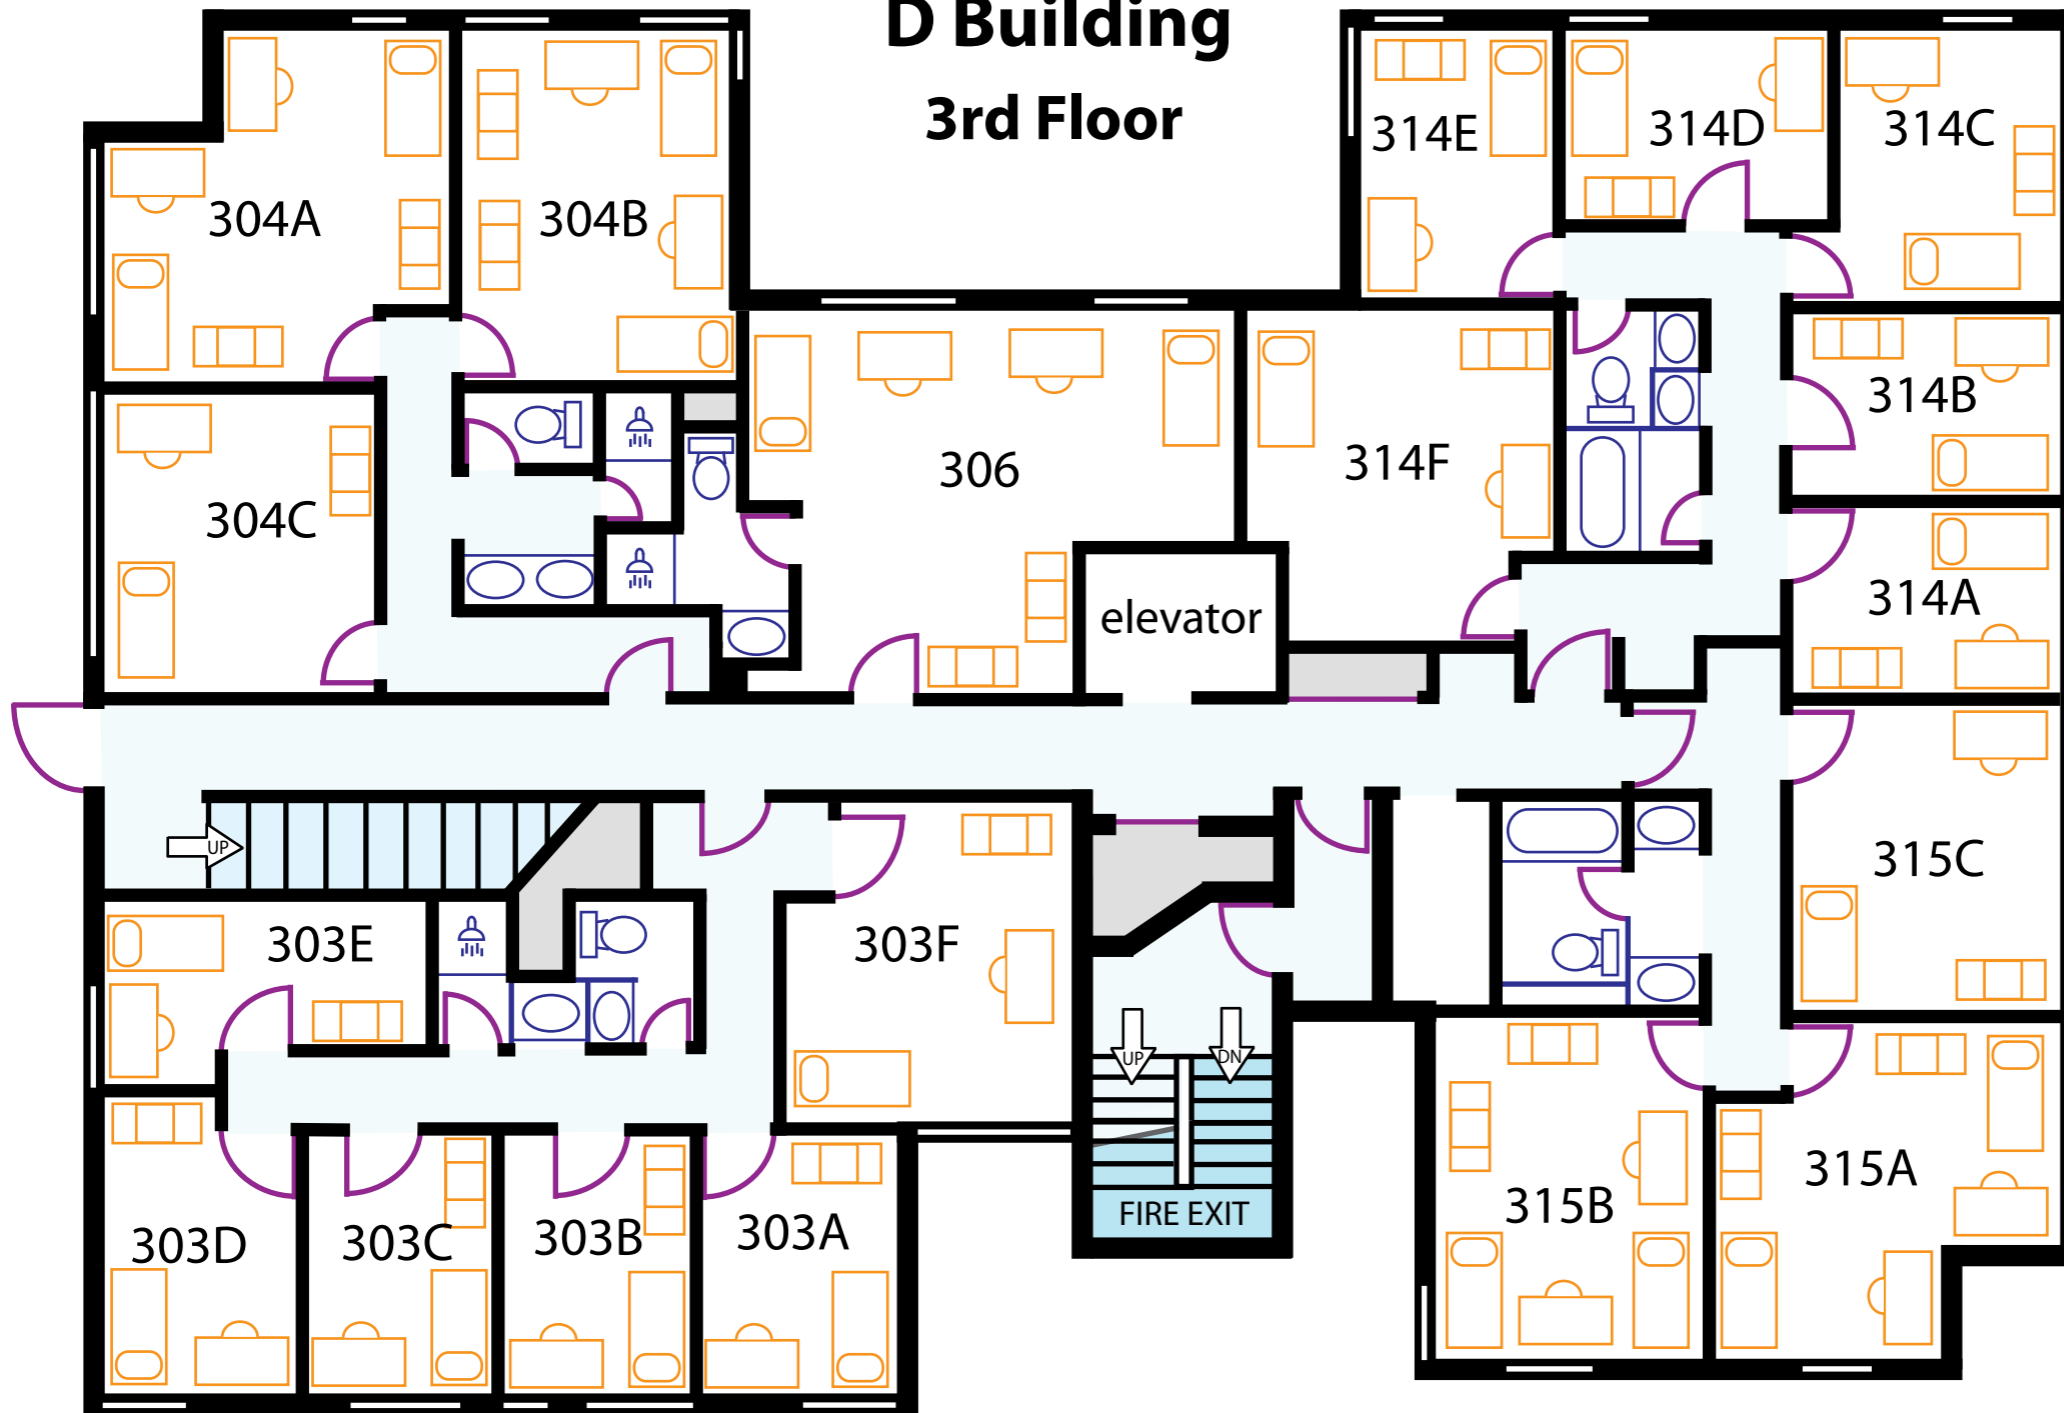 D Building
3rd Floor
304A
304B
304C
306
elevator
314F
314E
314D
314C
314B
314A
315C
315B
315A
UP
303E
303F
303D
303C
303B
303A
UP
DN
FIRE EXIT